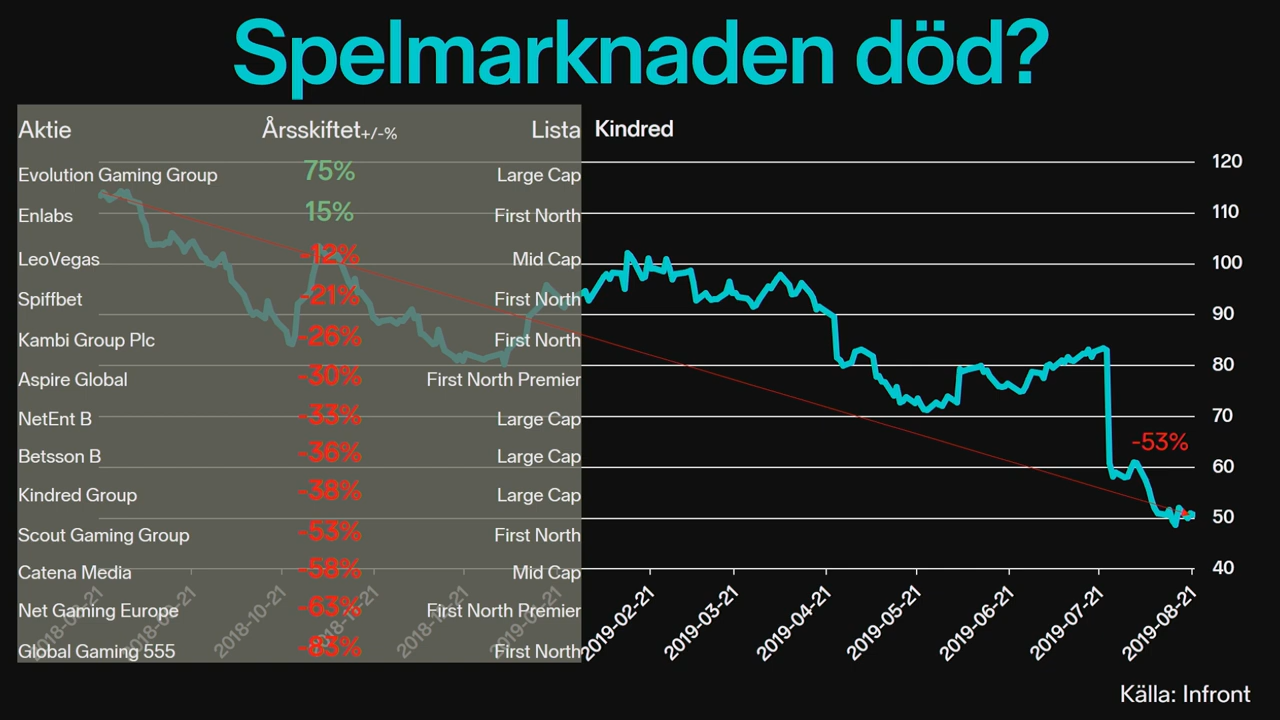 Spelmarknaden död?
Aktie Årsskiftet+/-% Lista
Evolution Gaming Group 75% Large Cap
Enlabs 15% First North
LeoVegas -12% Mid Cap
Spiffbet -21% First North
Kambi Group Plc -26% First North
Aspire Global -30% First North Premier
NetEnt B -33% Large Cap
Betsson B -36% Large Cap
Kindred Group -38% Large Cap
Scout Gaming Group -53% First North
Catena Media -58% Mid Cap
Net Gaming Europe -63% First North Premier
Global Gaming 555 -83% First North
Kindred
120
110
100
90
80
70
60
50
40
-53%
2018-10-21
2019-02-21
2019-03-21
2019-04-21
2019-05-21
2019-06-21
2019-07-21
2019-08-21
Källa: Infront